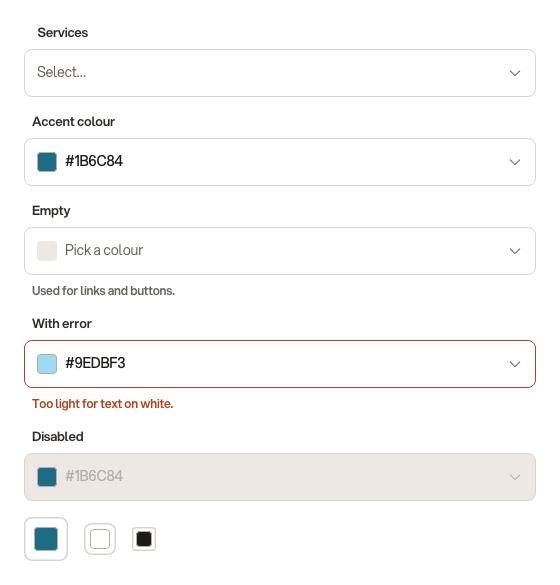 Services
Select...
Accent colour
#1B6C84
Empty
Pick a colour
Used for links and buttons.
With error
#9EDBF3
Too light for text on white.
Disabled
#1B6C84